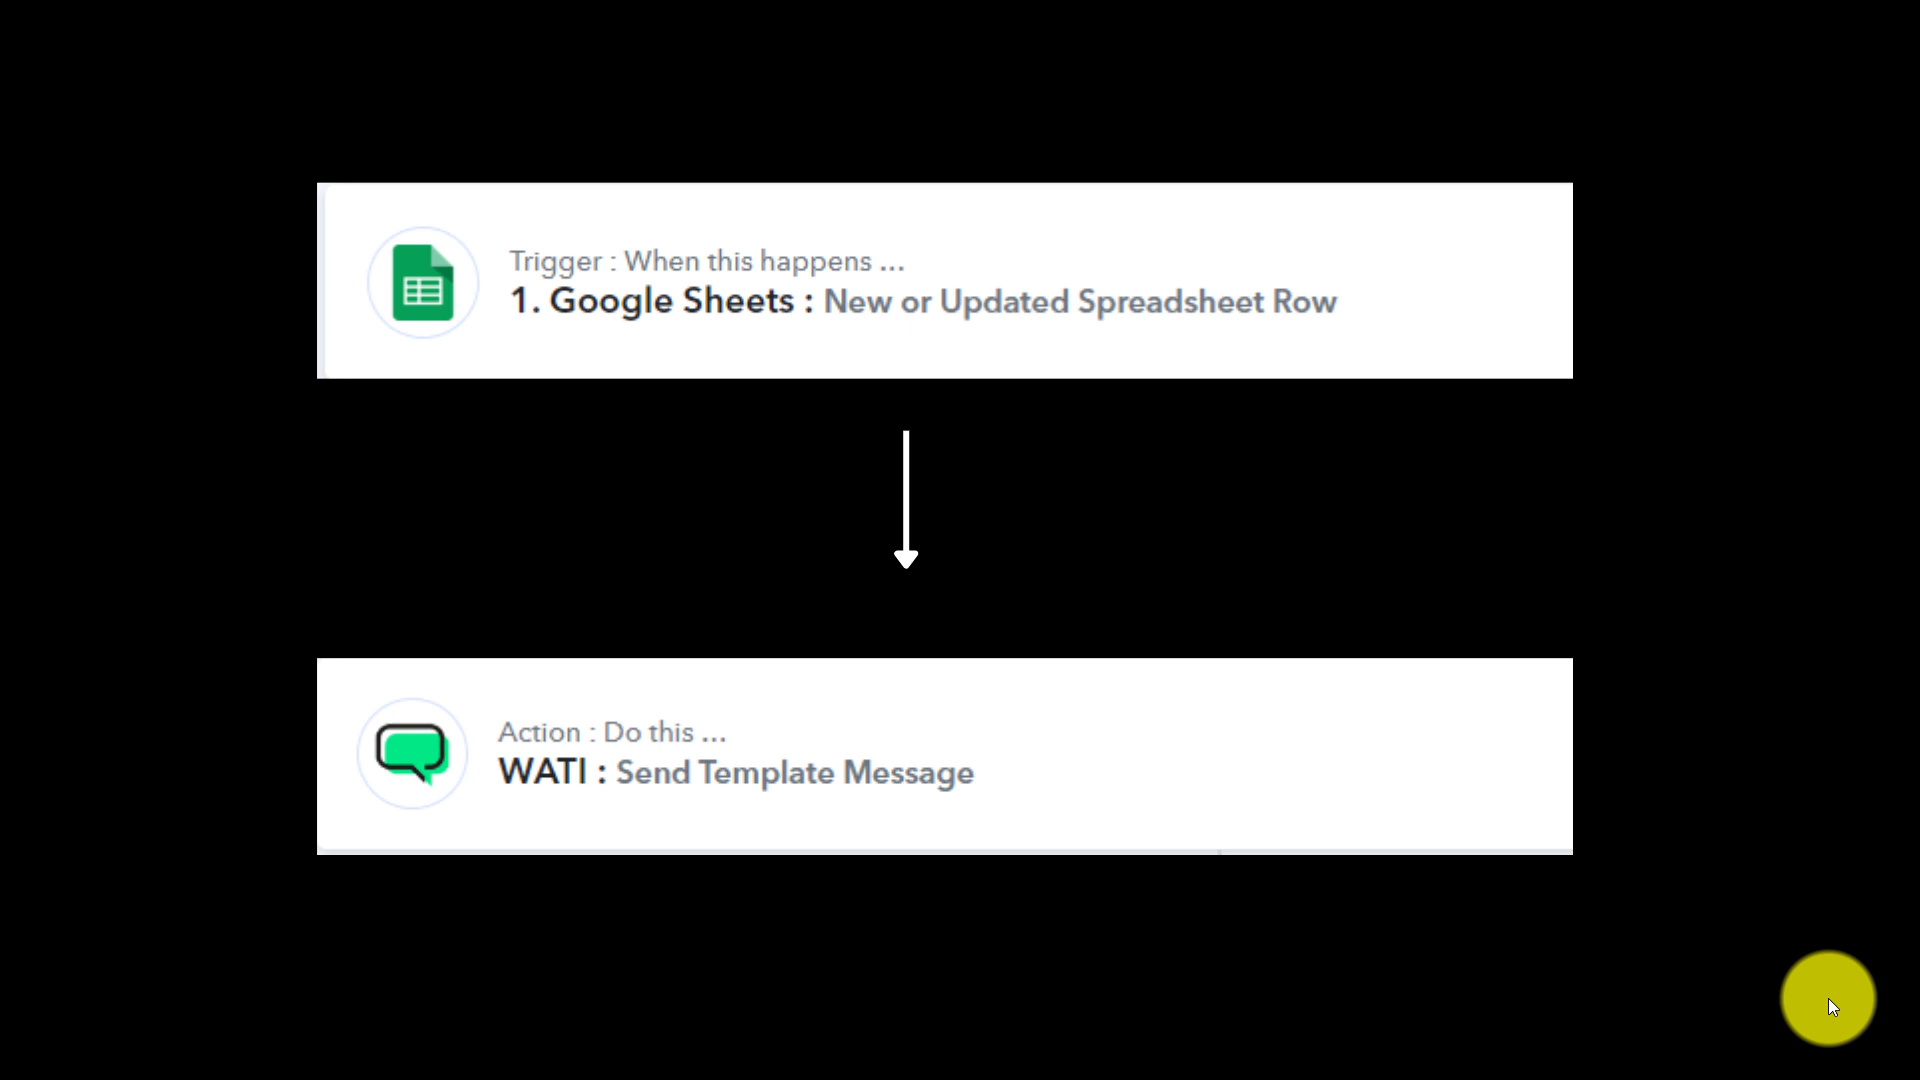 Trigger : When this happens ...
1. Google Sheets : New or Updated Spreadsheet Row
Action : Do this ...
WATI : Send Template Message